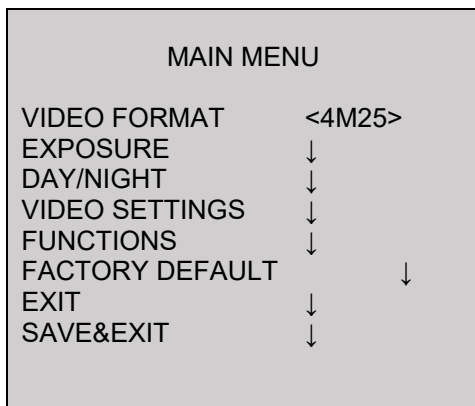 MAIN MENU
VIDEO FORMAT <4M25>
EXPOSURE ↓
DAY/NIGHT ↓
VIDEO SETTINGS ↓
FUNCTIONS ↓
FACTORY DEFAULT ↓
EXIT ↓
SAVE&EXIT ↓